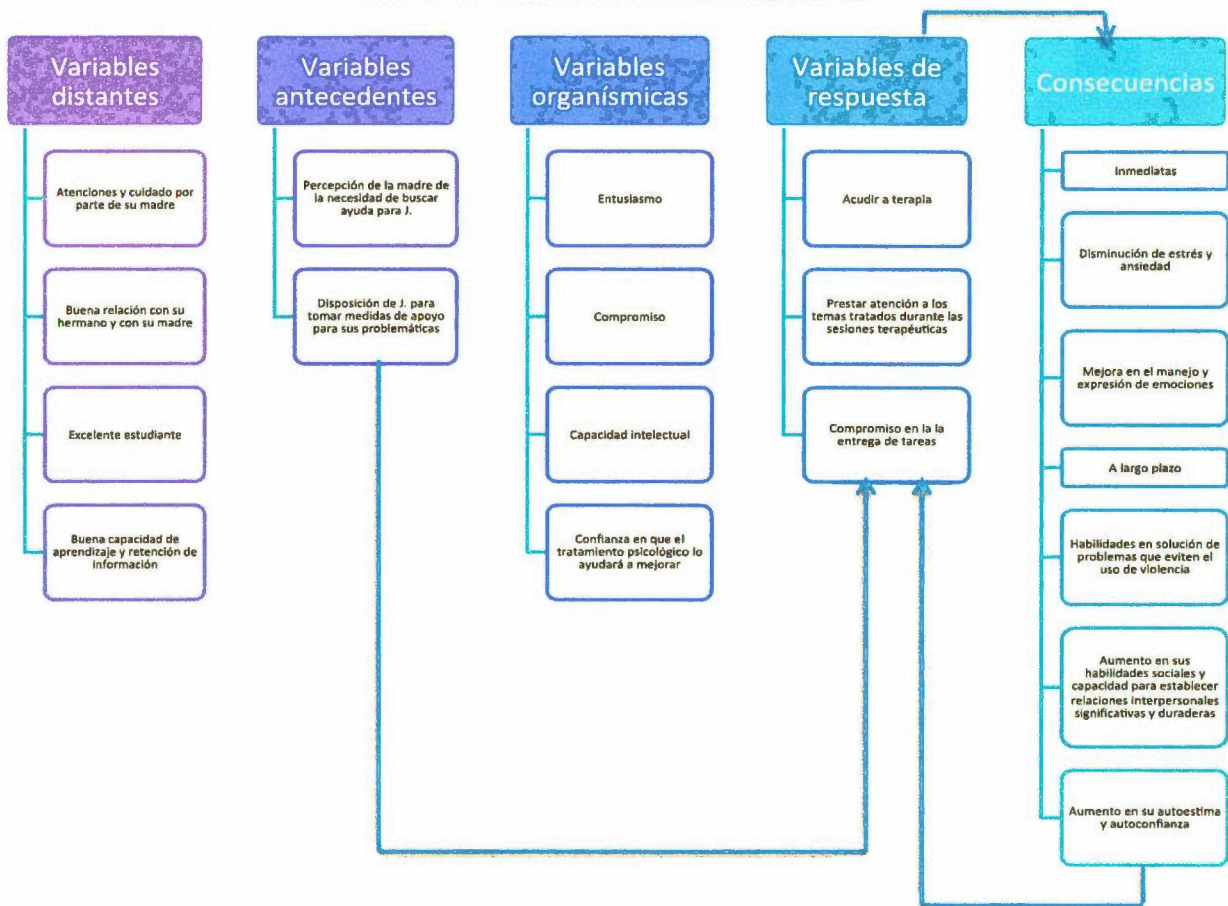 Variables
distantes
Atenciones y cuidado por
parte de su madre
Buena relación con su
hermano y con su madre
Excelente estudiante
Buena capacidad de
aprendizaje y retención de
información
Variables
antecedentes
Percepción de la madre de
la necesidad de buscar
ayuda para J.
Disposición de J. para
tomar medidas de apoyo
para sus problemáticas
Variables
organísmicas
Entusiasmo
Compromiso
Capacidad intelectual
Confianza en que el
tratamiento psicológico lo
ayudará a mejorar
Variables de
respuesta
Acudir a terapia
Prestar atención a los
temas tratados durante las
sesiones terapéuticas
Compromiso en la la
entrega de tareas
Consecuencias
Inmediatas
Disminución de estrés y
ansiedad
Mejora en el manejo y
expresión de emociones
A largo plazo
Habilidades en solución de
problemas que eviten el
uso de violencia
Aumento en sus
habilidades sociales y
capacidad para establecer
relaciones interpersonales
significativas y duraderas
Aumento en su autoestima
y autoconfianza